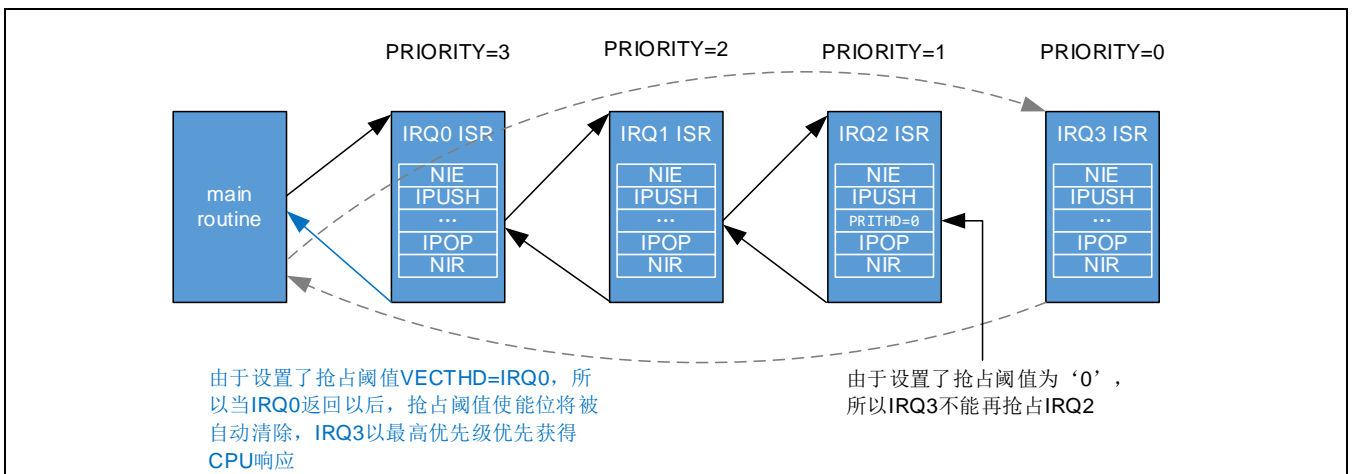 PRIORITY=3
PRIORITY=2
PRIORITY=1
PRIORITY=0
main
routine
IRQ0 ISR
NIE
IPUSH
...
IPOP
NIR
IRQ1 ISR
NIE
IPUSH
...
IPOP
NIR
IRQ2 ISR
NIE
IPUSH
PRITHD=0
IPOP
NIR
IRQ3 ISR
NIE
IPUSH
...
IPOP
NIR
由于设置了抢占阈值VECTHD=IRQ0，所
以当IRQ0返回以后，抢占阈值使能位将被
自动清除，IRQ3以最高优先级优先获得
CPU响应
由于设置了抢占阈值为‘0’，
所以IRQ3不能再抢占IRQ2